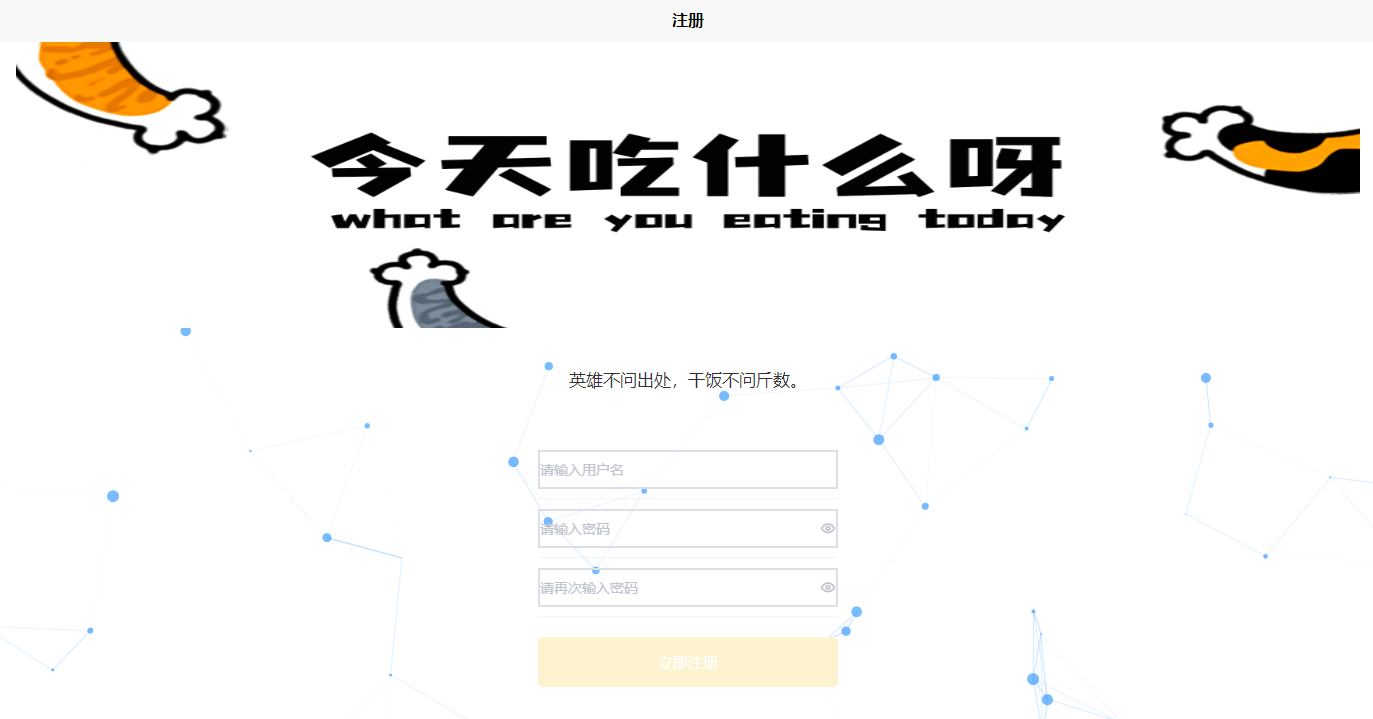 注册
今天吃什么呀
what are you eating today
英雄不问出处，干饭不问斤数。
请输入用户名
请输入密码
请再次输入密码
立即注册